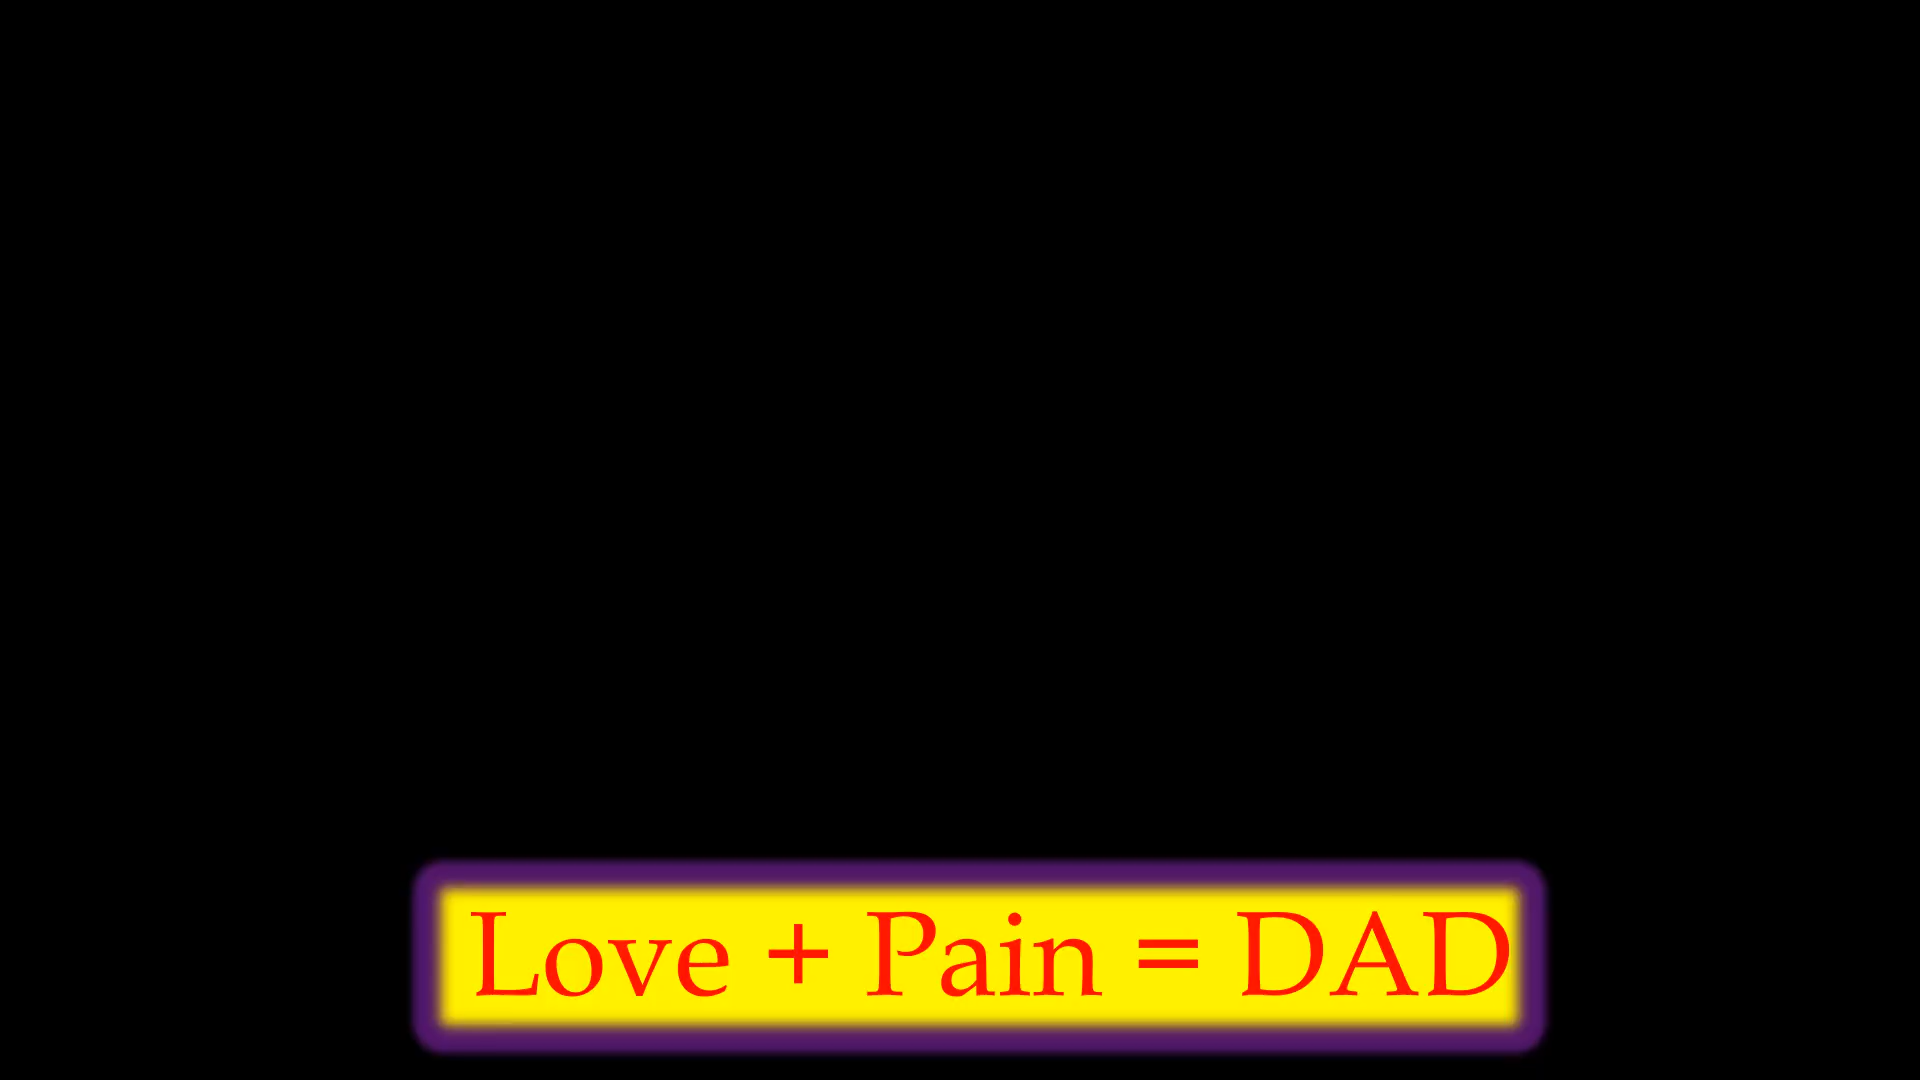 Love + Pain = DAD